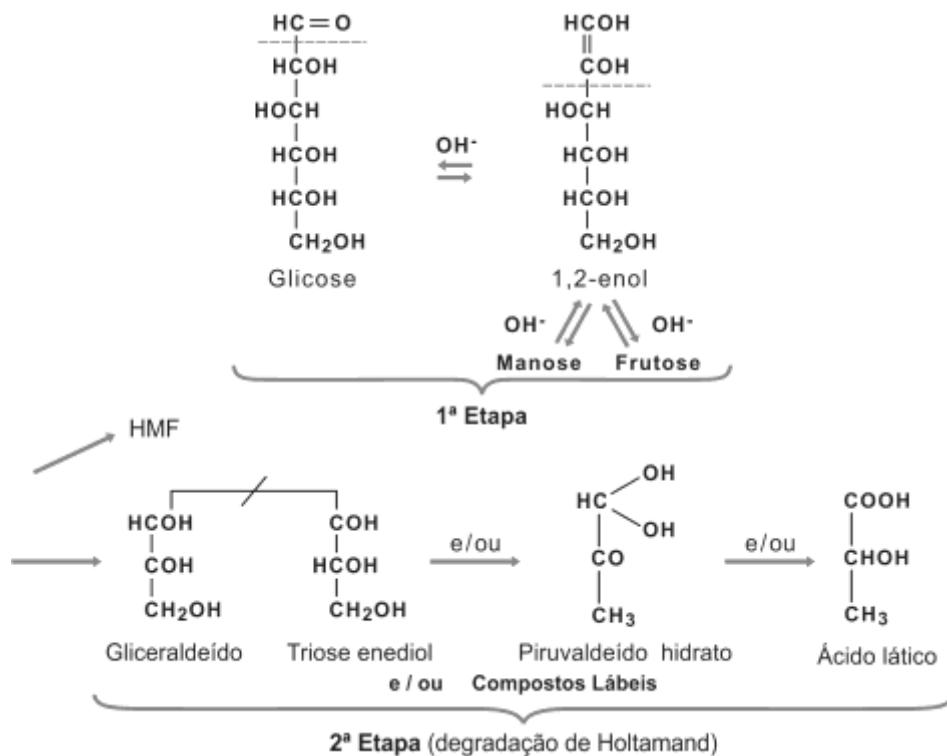 HC = O HCOH
HCOH COH
HOCH HOCH
OH-
HCOH HCOH
HCOH HCOH
CH2OH CH2OH
Glicose 1,2-enol
OH- OH-
Manose Frutose
1ª Etapa
HMF
OH
HCOH COH HC COOH
OH
e/ou e/ou
COH HCOH CO CHOH
CH2OH CH2OH CH3 CH3
Gliceraldeído Triose enediol Piruvaldeído hidrato Ácido lático
e / ou Compostos Lábeis
2ª Etapa (degradação de Holtamand)